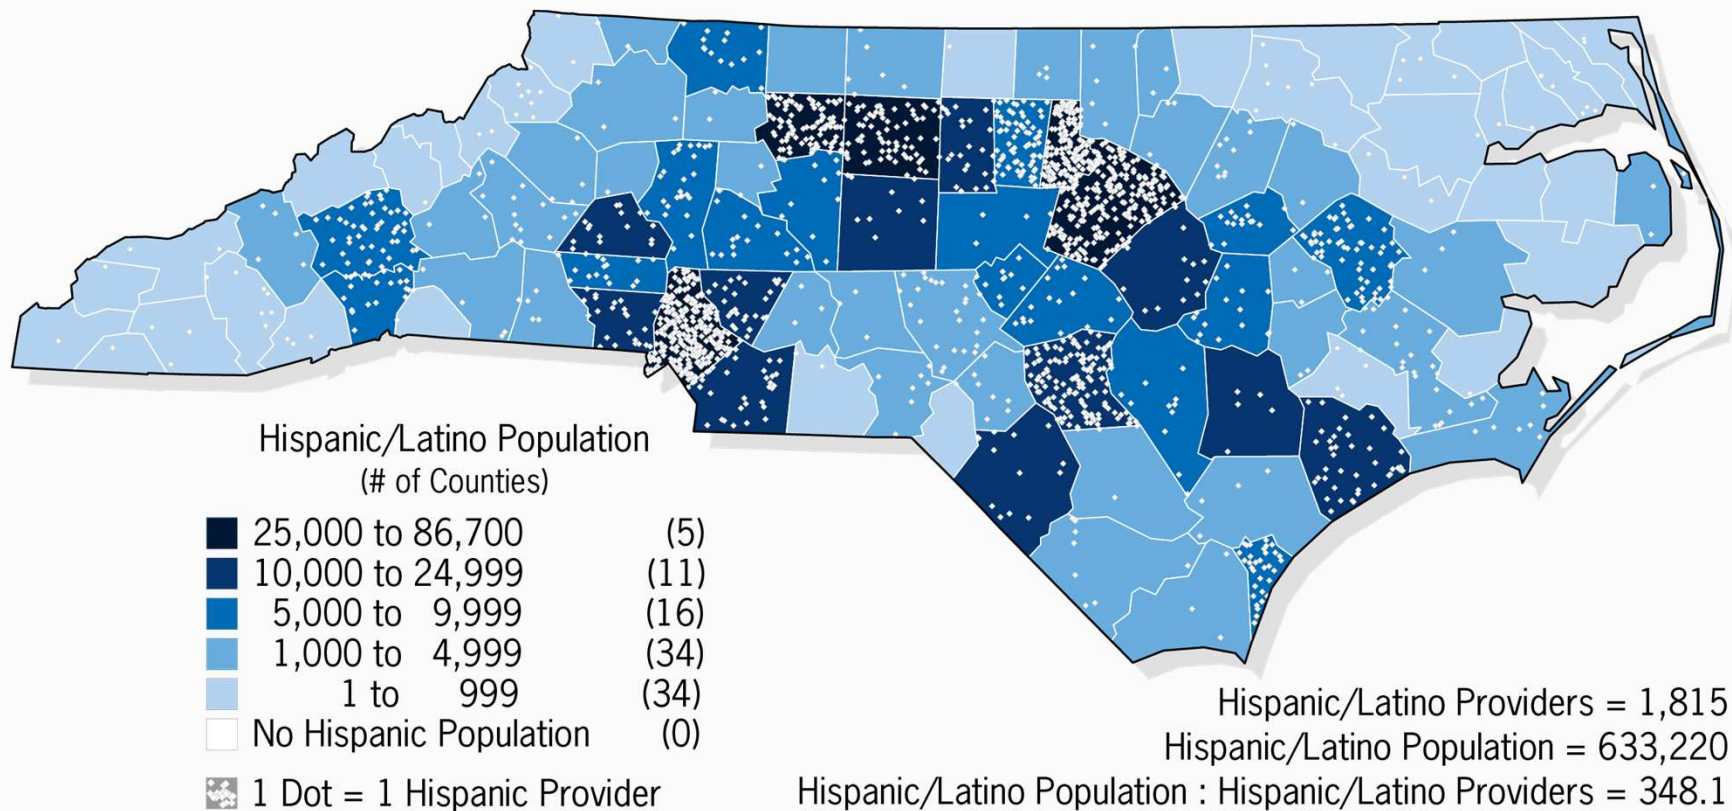 Hispanic/Latino Population
(# of Counties)
25,000 to 86,700 (5)
10,000 to 24,999 (11)
5,000 to 9,999 (16)
1,000 to 4,999 (34)
1 to 999 (34)
No Hispanic Population (0)
1 Dot = 1 Hispanic Provider
Hispanic/Latino Providers = 1,815
Hispanic/Latino Population = 633,220
Hispanic/Latino Population : Hispanic/Latino Providers = 348.1